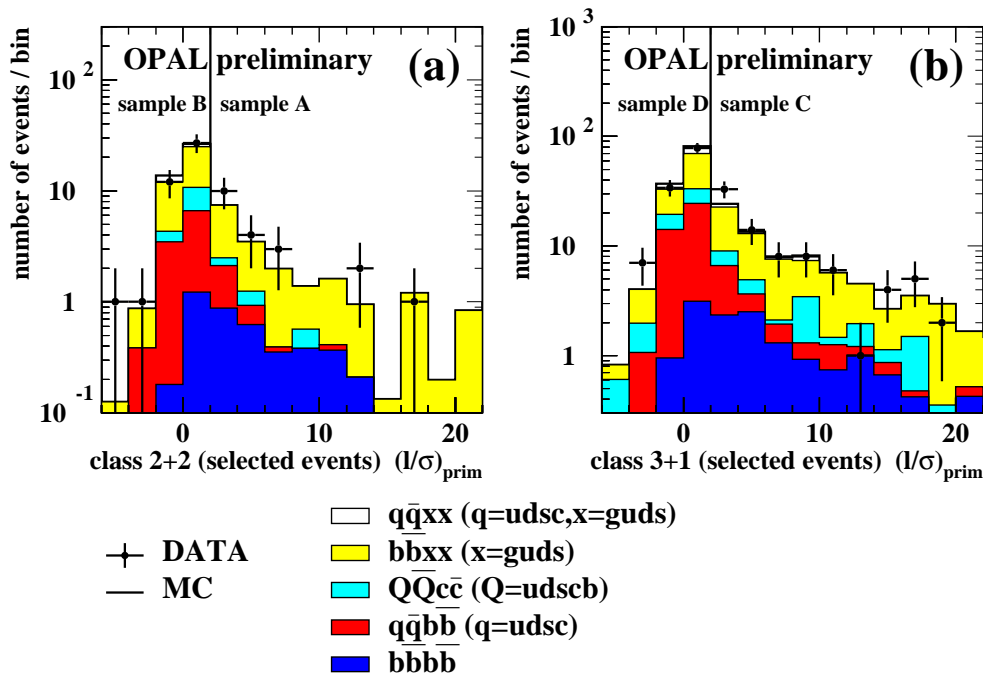 OPAL preliminary (a)
sample B sample A
number of events / bin
10 2
10
1
10 -1
0 10 20
class 2+2 (selected events) (l/σ)prim
OPAL preliminary (b)
sample D sample C
number of events / bin
10 3
10 2
10
1
0 10 20
class 3+1 (selected events) (l/σ)prim
DATA
MC
qq̄xx (q=udsc,x=guds)
bb̅xx (x=guds)
QQ̅cc̄ (Q=udscb)
qq̄bb̅ (q=udsc)
bb̅bb̅